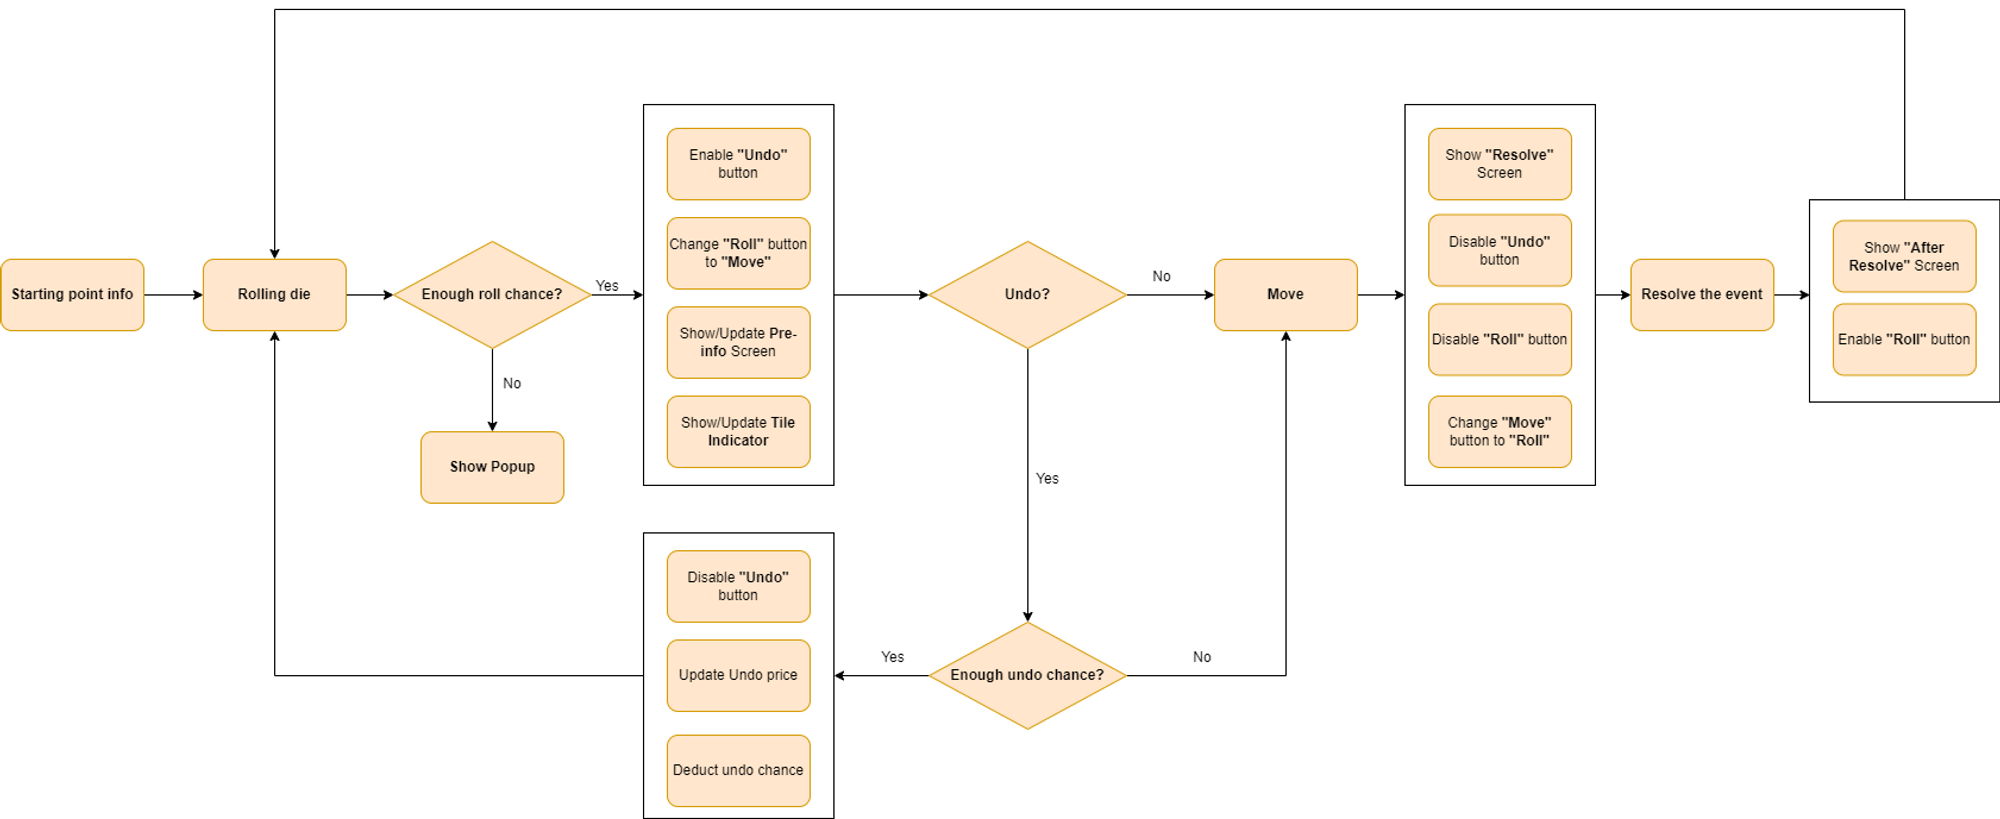 Starting point info
Rolling die
Enough roll chance?
Yes
No
Show Popup
Enable "Undo"
button
Change "Roll" button
to "Move"
Show/Update Pre-
info Screen
Show/Update Tile
Indicator
Undo?
No
Yes
Move
Show "Resolve"
Screen
Disable "Undo"
button
Disable "Roll" button
Change "Move"
button to "Roll"
Resolve the event
Show "After
Resolve" Screen
Enable "Roll" button
Enough undo chance?
Yes
No
Disable "Undo"
button
Update Undo price
Deduct undo chance